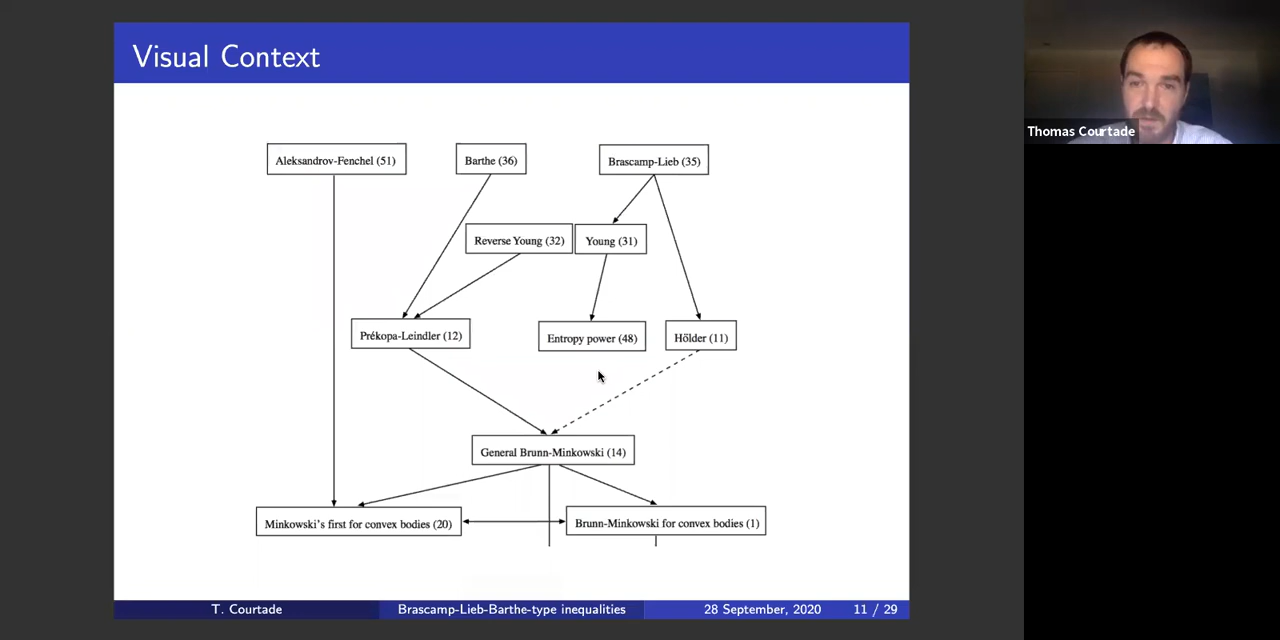 Visual Context
Thomas Courtade
Aleksandrov-Fenchel (51)
Barthe (36)
Brascamp-Lieb (35)
Reverse Young (32)
Young (31)
Prékopa-Leindler (12)
Entropy power (48)
Hölder (11)
General Brunn-Minkowski (14)
Minkowski's first for convex bodies (20)
Brunn-Minkowski for convex bodies (1)
T. Courtade
Brascamp-Lieb-Barthe-type inequalities
28 September, 2020
11 / 29